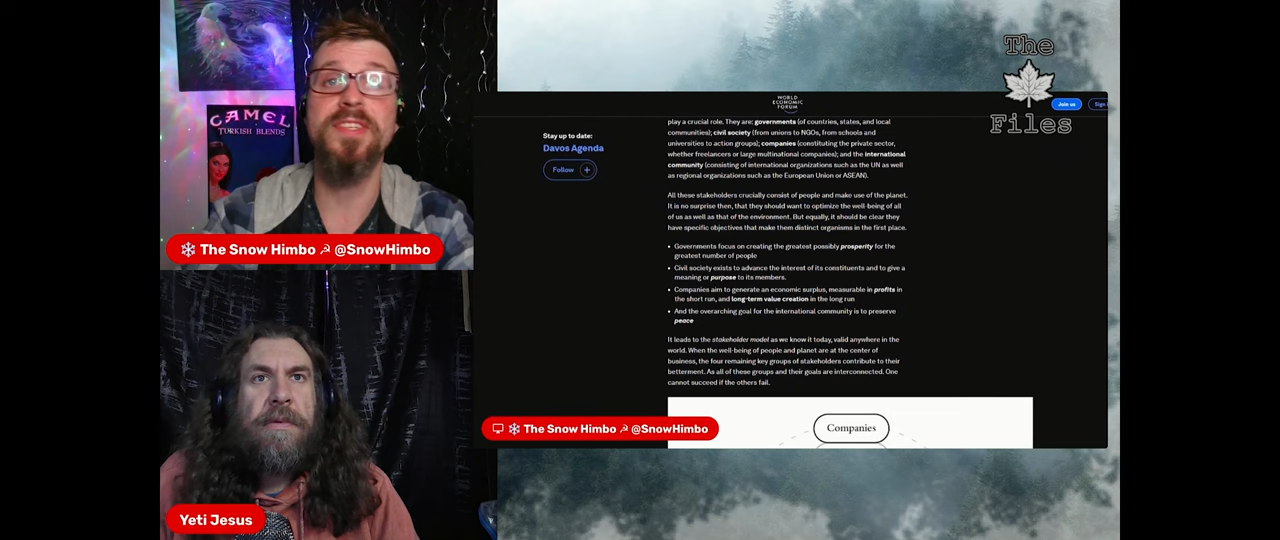 CAMEL
TURKISH BLENDS
❄️ The Snow Himbo ☭ @SnowHimbo
Yeti Jesus
The
Files
WORLD
ECONOMIC
FORUM
Join us
Sign
Stay up to date:
Davos Agenda
Follow +
play a crucial role. They are: governments (of countries, states, and local
communities); civil society (from unions to NGOs, from schools and
universities to action groups); companies (constituting the private sector,
whether freelancers or large multinational companies); and the international
community (consisting of international organizations such as the UN as well
as regional organizations such as the European Union or ASEAN).
All these stakeholders crucially consist of people and make use of the planet.
It is no surprise then, that they should want to optimize the well-being of all
of us as well as that of the environment. But equally, it should be clear they
have specific objectives that make them distinct organisms in the first place.
• Governments focus on creating the greatest possibly prosperity for the
greatest number of people
• Civil society exists to advance the interest of its constituents and to give a
meaning or purpose to its members.
• Companies aim to generate an economic surplus, measurable in profits in
the short run, and long-term value creation in the long run
• And the overarching goal for the international community is to preserve
peace
It leads to the stakeholder model as we know it today, valid anywhere in the
world. When the well-being of people and planet are at the center of
business, the four remaining key groups of stakeholders contribute to their
betterment. As all of these groups and their goals are interconnected. One
cannot succeed if the others fail.
Companies
❄️ The Snow Himbo ☭ @SnowHimbo